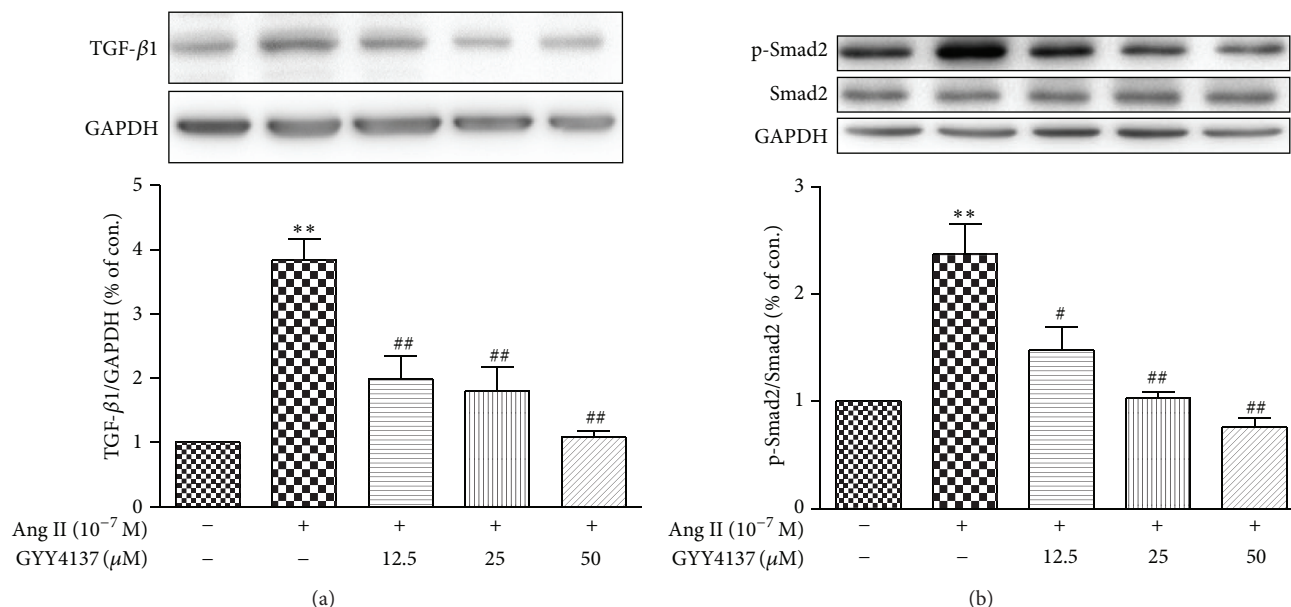 TGF-β1
GAPDH
TGF-β1/GAPDH (% of con.)
5
4
3
2
1
0
**
##
##
##
Ang II (10⁻⁷ M) − + + + +
GYY4137 (μM) − − 12.5 25 50
(a)
p-Smad2
Smad2
GAPDH
p-Smad2/Smad2 (% of con.)
3
2
1
0
**
#
##
##
Ang II (10⁻⁷ M) − + + + +
GYY4137 (μM) − − 12.5 25 50
(b)